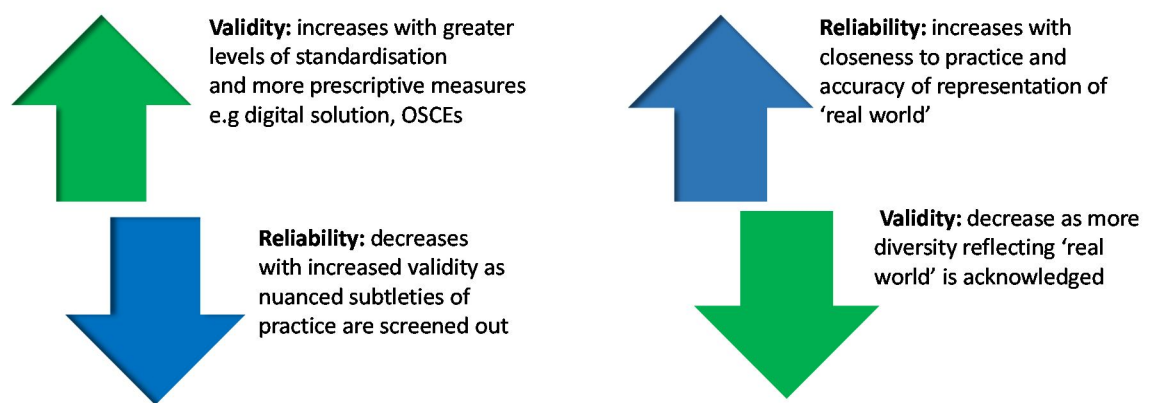 Validity: increases with greater
levels of standardisation
and more prescriptive measures
e.g digital solution, OSCEs
Reliability: decreases
with increased validity as
nuanced subtleties of
practice are screened out
Reliability: increases with
closeness to practice and
accuracy of representation of
‘real world’
Validity: decrease as more
diversity reflecting ‘real
world’ is acknowledged